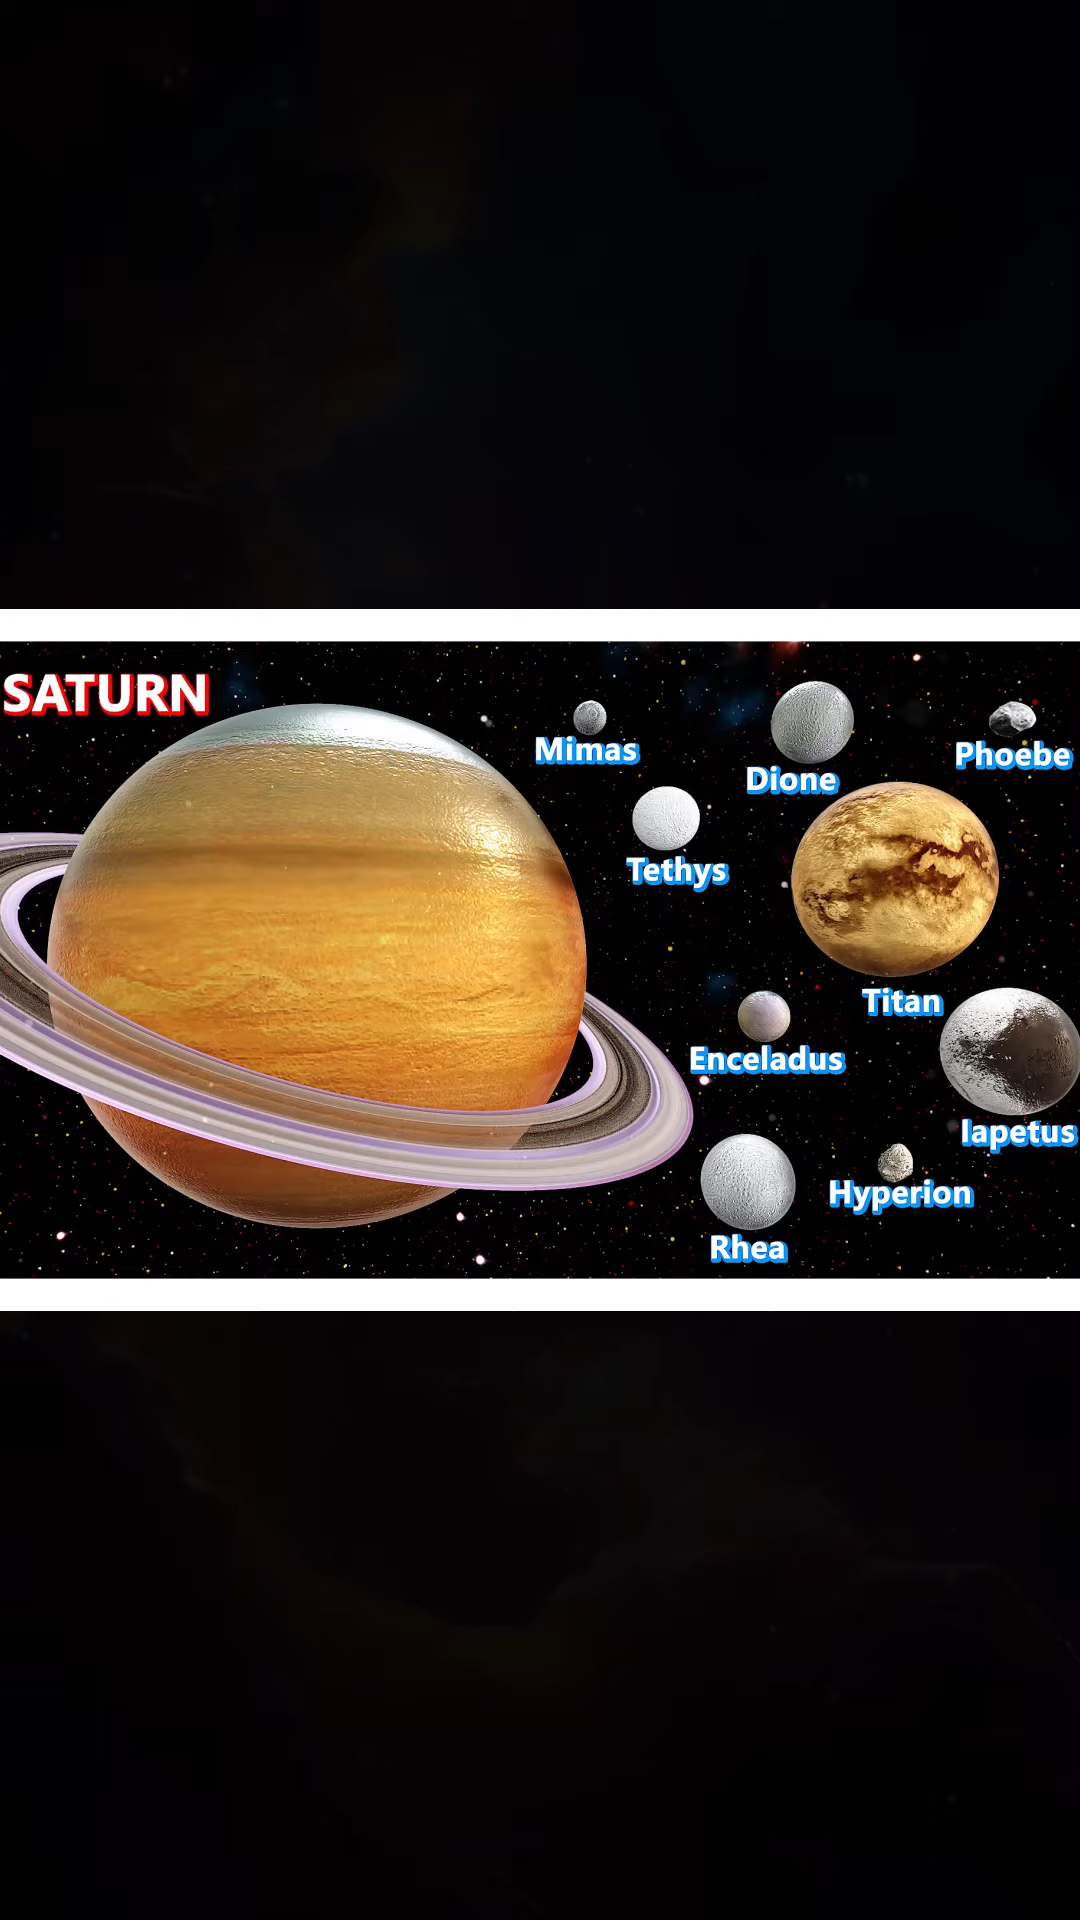 SATURN
Mimas
Dione
Phoebe
Tethys
Titan
Enceladus
Iapetus
Hyperion
Rhea